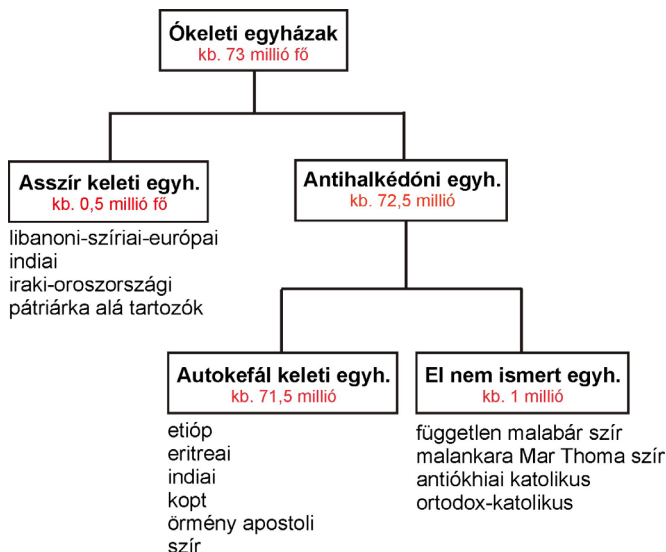 Ókeleti egyházak
kb. 73 millió fő
Asszír keleti egyh.
kb. 0,5 millió fő
libanoni-szíriai-európai
indiai
iraki-oroszországi
pátriárka alá tartozók
Antihalkédóni egyh.
kb. 72,5 millió
Autokefál keleti egyh.
kb. 71,5 millió
etióp
eritreai
indiai
kopt
örmény apostoli
szír
El nem ismert egyh.
kb. 1 millió
független malabár szír
malankara Mar Thoma szír
antiókhiai katolikus
ortodox-katolikus